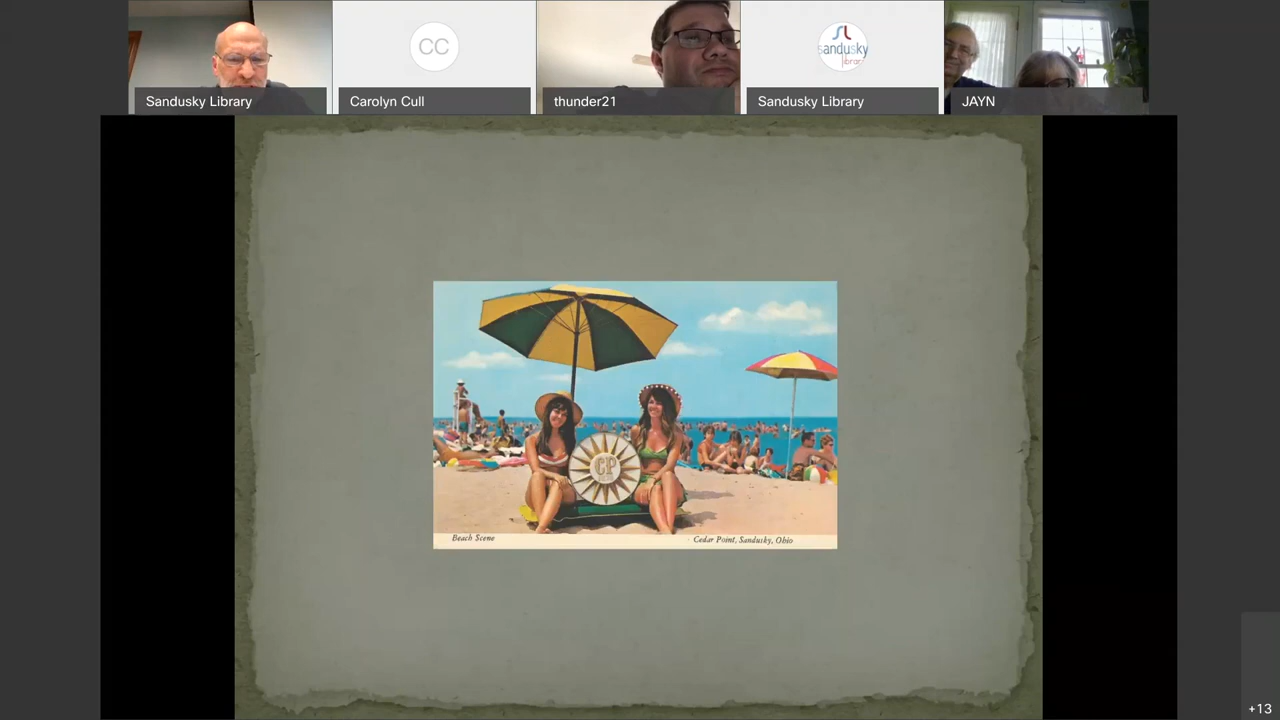 Sandusky Library
Carolyn Cull
thunder21
Sandusky Library
JAYN
CC
sandusky
library
CP
Beach Scene
Cedar Point, Sandusky, Ohio
+13